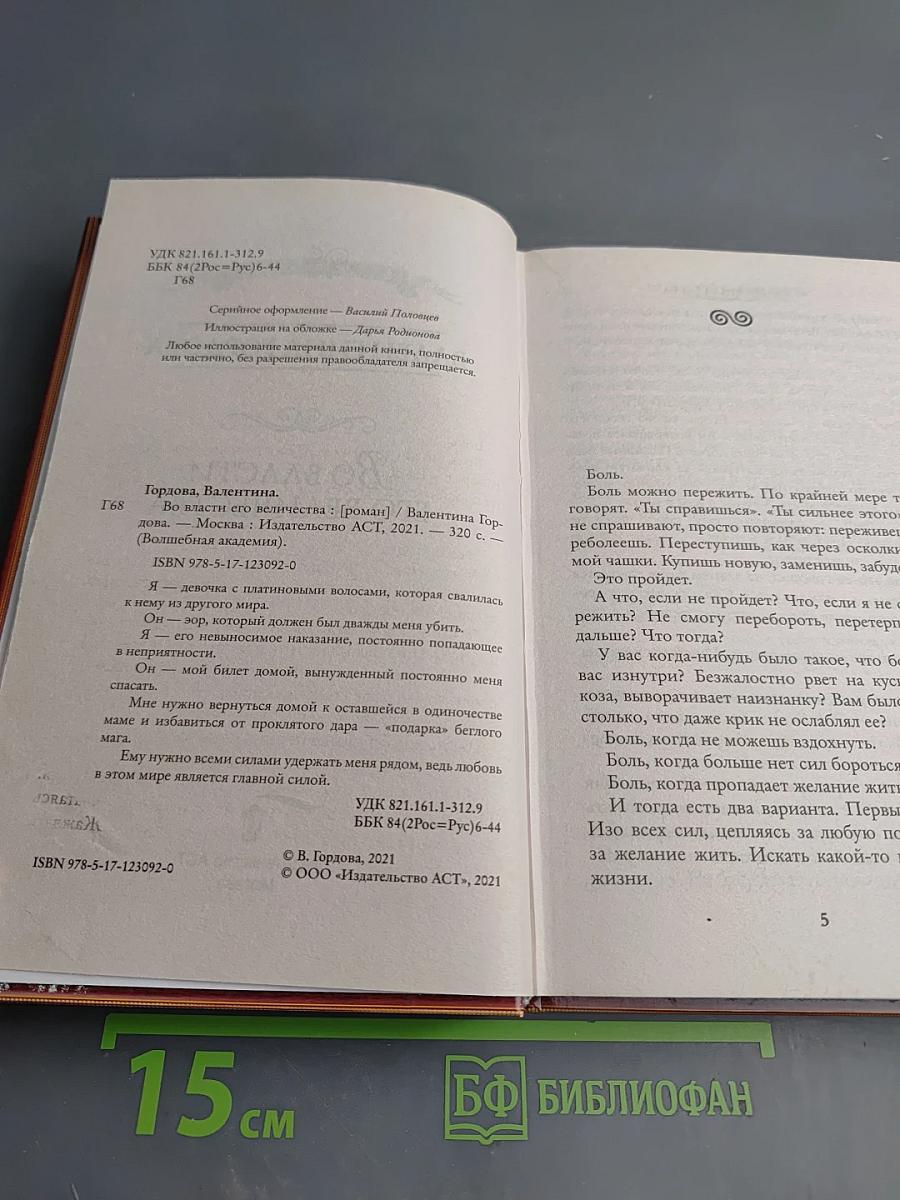 УДК 821.161.1-312.9
ББК 84(2Рос=Рус)6-44
Г68
Серийное оформление — Василий Половцев
Иллюстрация на обложке — Дарья Родионова
Любое использование материала данной книги, полностью
или частично, без разрешения правообладателя запрещается.
Гордова, Валентина.
Г68 Во власти его величества : [роман] / Валентина Гор-
дова. — Москва : Издательство АСТ, 2021. — 320 с. —
(Волшебная академия).
ISBN 978-5-17-123092-0
Я — девочка с платиновыми волосами, которая свалилась
к нему из другого мира.
Он — эор, который должен был дважды меня убить.
Я — его невыносимое наказание, постоянно попадающее
в неприятности.
Он — мой билет домой, вынужденный постоянно меня
спасать.
Мне нужно вернуться домой к оставшейся в одиночестве
маме и избавиться от проклятого дара — «подарка» беглого
мага.
Ему нужно всеми силами удержать меня рядом, ведь любовь
в этом мире является главной силой.
УДК 821.161.1-312.9
ББК 84(2Рос=Рус)6-44
ISBN 978-5-17-123092-0
© В. Гордова, 2021
© ООО «Издательство АСТ», 2021
Боль.
Боль можно пережить. По крайней мере т
говорят. «Ты справишься». «Ты сильнее этого»
не спрашивают, просто повторяют: переживе
реболеешь. Переступишь, как через осколки
мой чашки. Купишь новую, заменишь, забуде
Это пройдет.
А что, если не пройдет? Что, если я не с
режить? Не смогу перебороть, перетерп
дальше? Что тогда?
У вас когда-нибудь было такое, что бо
вас изнутри? Безжалостно рвет на кус
коза, выворачивает наизнанку? Вам было
столько, что даже крик не ослаблял ее?
Боль, когда не можешь вздохнуть.
Боль, когда больше нет сил бороться
Боль, когда пропадает желание жить
И тогда есть два варианта. Первы
Изо всех сил, цепляясь за любую по
за желание жить. Искать какой-то
жизни.
5
15 см
БФ БИБЛИОФАН